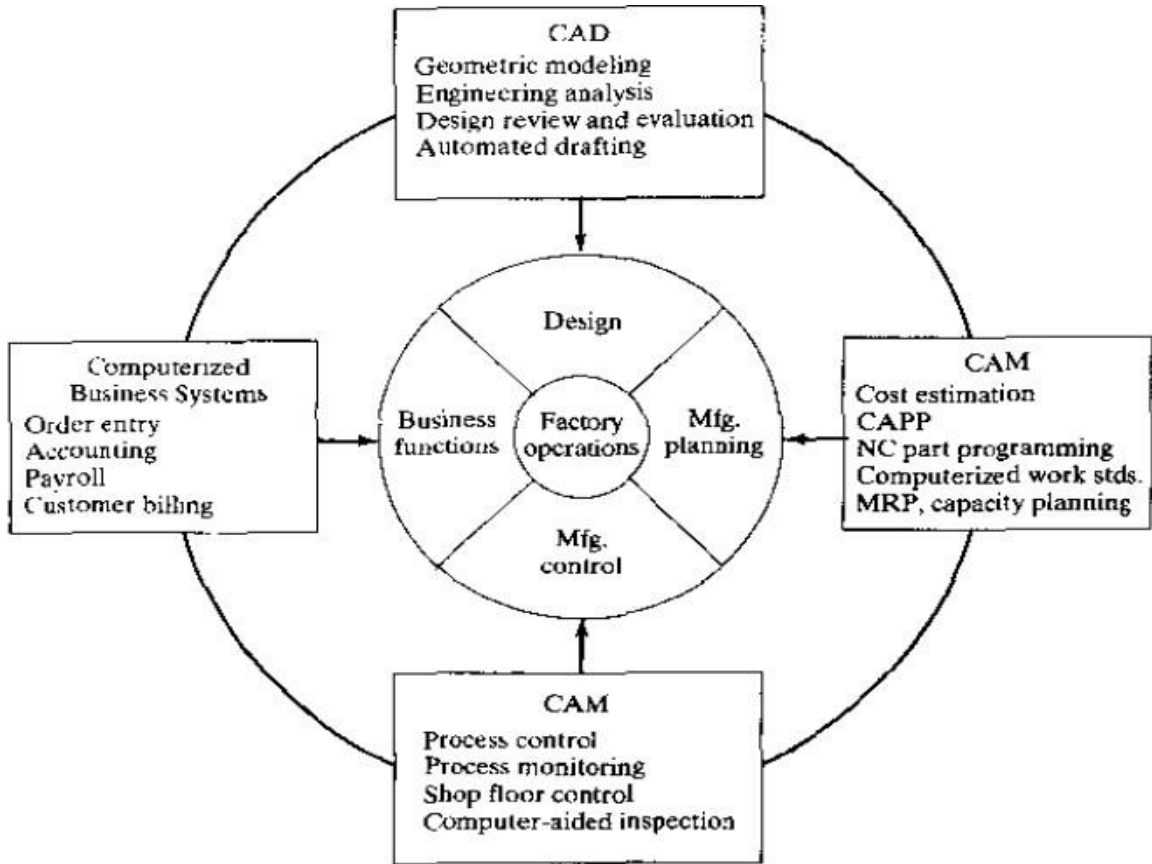 CAD
Geometric modeling
Engineering analysis
Design review and evaluation
Automated drafting
Design
Computerized
Business Systems
Order entry
Accounting
Payroll
Customer billing
Business
functions
Factory
operations
Mfg.
planning
CAM
Cost estimation
CAPP
NC part programming
Computerized work stds.
MRP, capacity planning
Mfg.
control
CAM
Process control
Process monitoring
Shop floor control
Computer-aided inspection